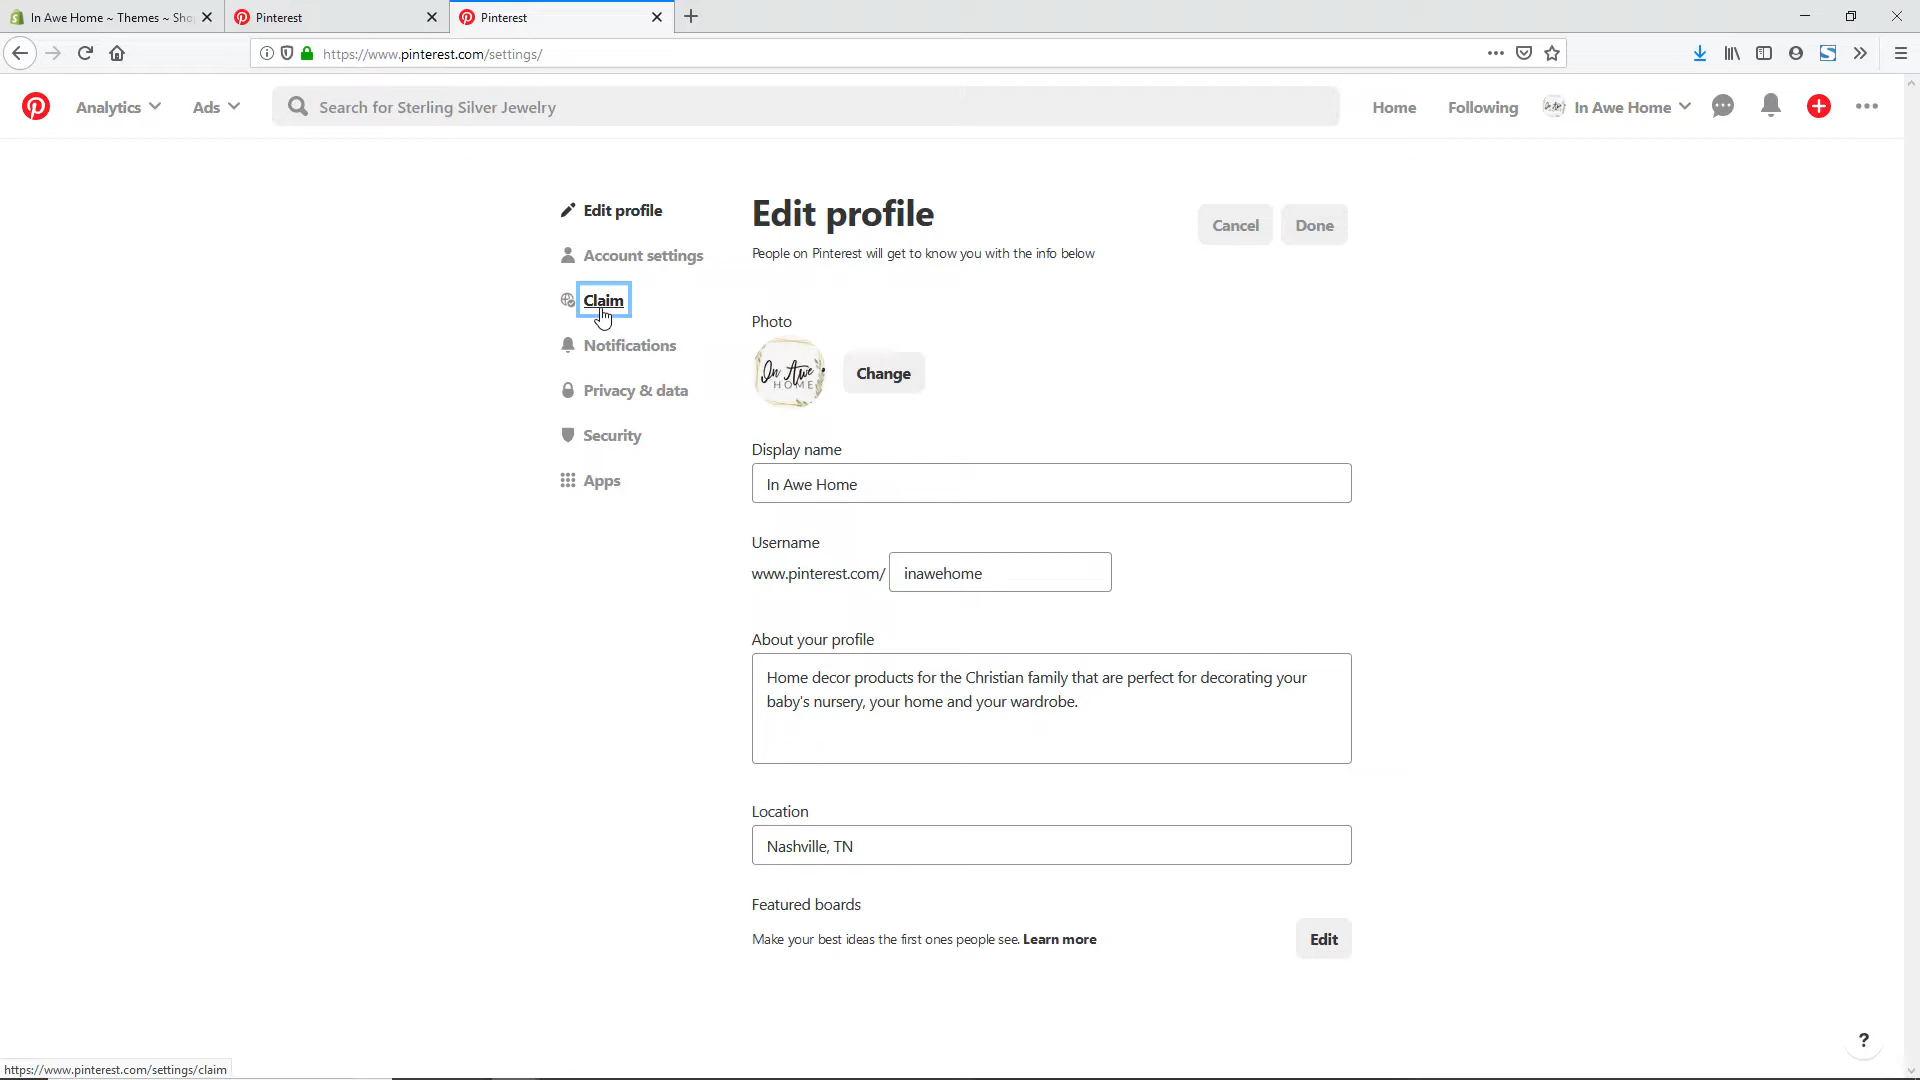 In Awe Home ~ Themes ~ Sho
Pinterest
Pinterest
https://www.pinterest.com/settings/
Analytics
Ads
Search for Sterling Silver Jewelry
Home
Following
In Awe Home
Edit profile
Account settings
Claim
Notifications
Privacy & data
Security
Apps
Edit profile
People on Pinterest will get to know you with the info below
Cancel
Done
Photo
In Awe
HOME
Change
Display name
In Awe Home
Username
www.pinterest.com/
inawehome
About your profile
Home decor products for the Christian family that are perfect for decorating your
baby's nursery, your home and your wardrobe.
Location
Nashville, TN
Featured boards
Make your best ideas the first ones people see. Learn more
Edit
?
https://www.pinterest.com/settings/claim